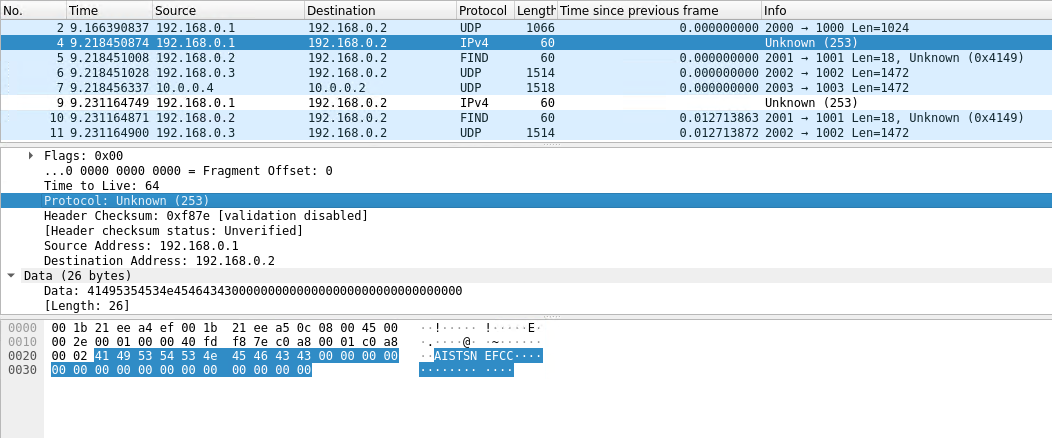 No. Time Source Destination Protocol Length Time since previous frame Info
2 9.166390837 192.168.0.1 192.168.0.2 UDP 1066 0.000000000 2000 → 1000 Len=1024
4 9.218450874 192.168.0.1 192.168.0.2 IPv4 60 Unknown (253)
5 9.218451008 192.168.0.2 192.168.0.2 FIND 60 0.000000000 2001 → 1001 Len=18, Unknown (0x4149)
6 9.218451028 192.168.0.3 192.168.0.2 UDP 1514 0.000000000 2002 → 1002 Len=1472
7 9.218456337 10.0.0.4 10.0.0.2 UDP 1518 0.000000000 2003 → 1003 Len=1472
9 9.231164749 192.168.0.1 192.168.0.2 IPv4 60 Unknown (253)
10 9.231164871 192.168.0.2 192.168.0.2 FIND 60 0.012713863 2001 → 1001 Len=18, Unknown (0x4149)
11 9.231164900 192.168.0.3 192.168.0.2 UDP 1514 0.012713872 2002 → 1002 Len=1472
Flags: 0x00
...0 0000 0000 0000 = Fragment Offset: 0
Time to Live: 64
Protocol: Unknown (253)
Header Checksum: 0xf87e [validation disabled]
[Header checksum status: Unverified]
Source Address: 192.168.0.1
Destination Address: 192.168.0.2
Data (26 bytes)
Data: 41495354534e45464343000000000000000000000000000000000
[Length: 26]
0000 00 1b 21 ee a4 ef 00 1b 21 ee a5 0c 08 00 45 00 ··!····· !·····E·
0010 00 2e 00 01 00 00 40 fd f8 7e c0 a8 00 01 c0 a8 ·.····@· ·~······
0020 00 02 41 49 53 54 53 4e 45 46 43 43 00 00 00 00 ··AISTSN EFCC····
0030 00 00 00 00 00 00 00 00 00 00 00 00 ········ ····